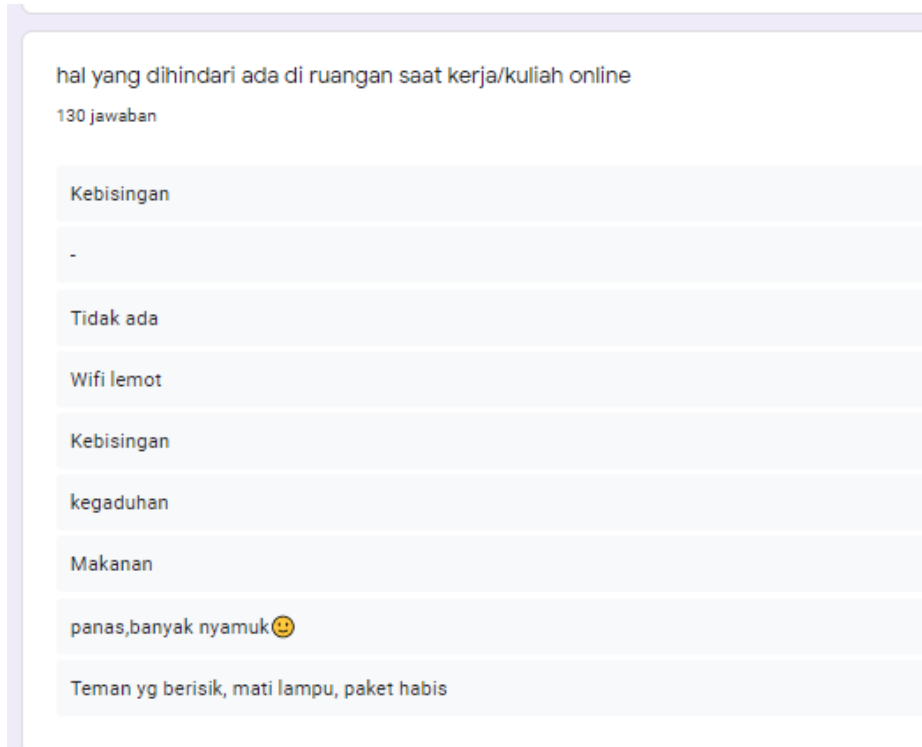 hal yang dihindari ada di ruangan saat kerja/kuliah online
130 jawaban
Kebisingan
-
Tidak ada
Wifi lemot
Kebisingan
kegaduhan
Makanan
panas,banyak nyamuk🙂
Teman yg berisik, mati lampu, paket habis